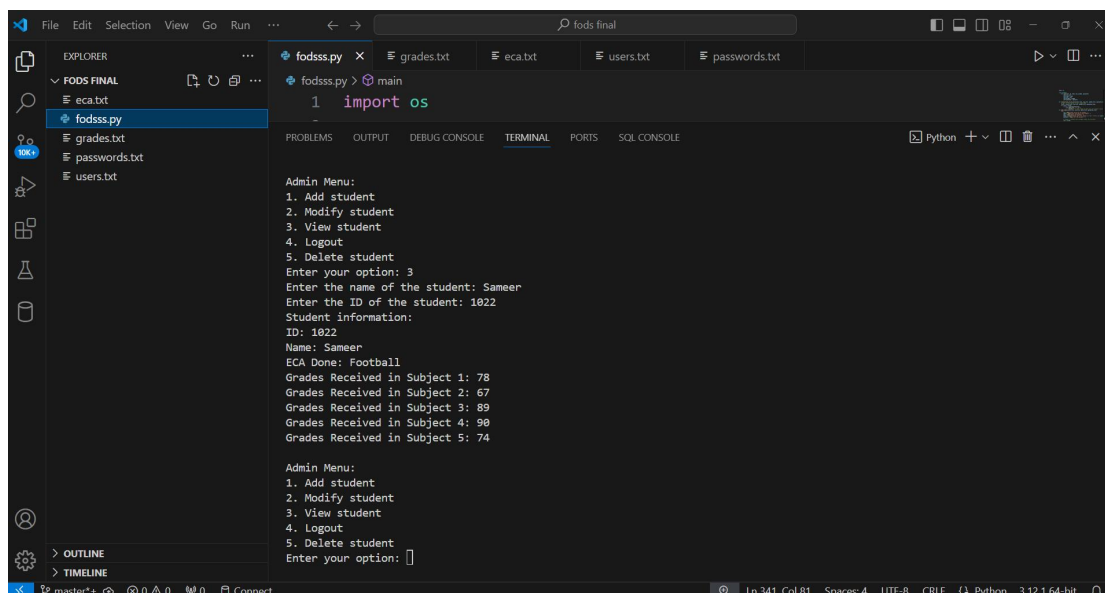 File Edit Selection View Go Run ··· ← → fods final
EXPLORER ···
FODS FINAL
eca.txt
fodsss.py
grades.txt
passwords.txt
users.txt
10K+
OUTLINE
TIMELINE
fodsss.py × grades.txt eca.txt users.txt passwords.txt
fodsss.py > main
1 import os
PROBLEMS OUTPUT DEBUG CONSOLE TERMINAL PORTS SQL CONSOLE Python
Admin Menu:
1. Add student
2. Modify student
3. View student
4. Logout
5. Delete student
Enter your option: 3
Enter the name of the student: Sameer
Enter the ID of the student: 1022
Student information:
ID: 1022
Name: Sameer
ECA Done: Football
Grades Received in Subject 1: 78
Grades Received in Subject 2: 67
Grades Received in Subject 3: 89
Grades Received in Subject 4: 90
Grades Received in Subject 5: 74
Admin Menu:
1. Add student
2. Modify student
3. View student
4. Logout
5. Delete student
Enter your option:
master*+ 0 0 0 Connect Ln 341, Col 81 Spaces: 4 UTF-8 CRLF Python 3.12.1 64-bit